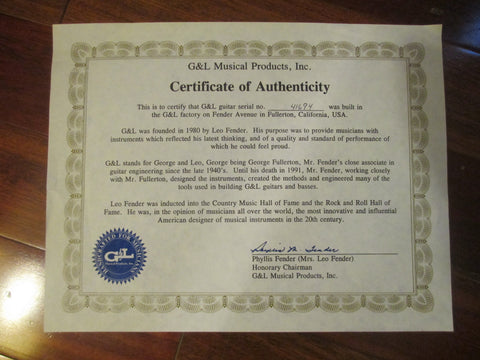 G&L Musical Products, Inc.
Certificate of Authenticity
This is to certify that G&L guitar serial no. 41694 was built in
the G&L factory on Fender Avenue in Fullerton, California, USA.
G&L was founded in 1980 by Leo Fender. His purpose was to provide musicians with
instruments which reflected his latest thinking, and of a quality and standard of performance of
which he could feel proud.
G&L stands for George and Leo, George being George Fullerton, Mr. Fender's close associate in
guitar engineering since the late 1940's. Until his death in 1991, Mr. Fender, working closely
with Mr. Fullerton, designed the instruments, created the methods and engineered many of the
tools used in building G&L guitars and basses.
Leo Fender was inducted into the Country Music Hall of Fame and the Rock and Roll Hall of
Fame. He was, in the opinion of musicians all over the world, the most innovative and influential
American designer of musical instruments in the 20th century.
G&L
Phyllis Fender (Mrs. Leo Fender)
Honorary Chairman
G&L Musical Products, Inc.